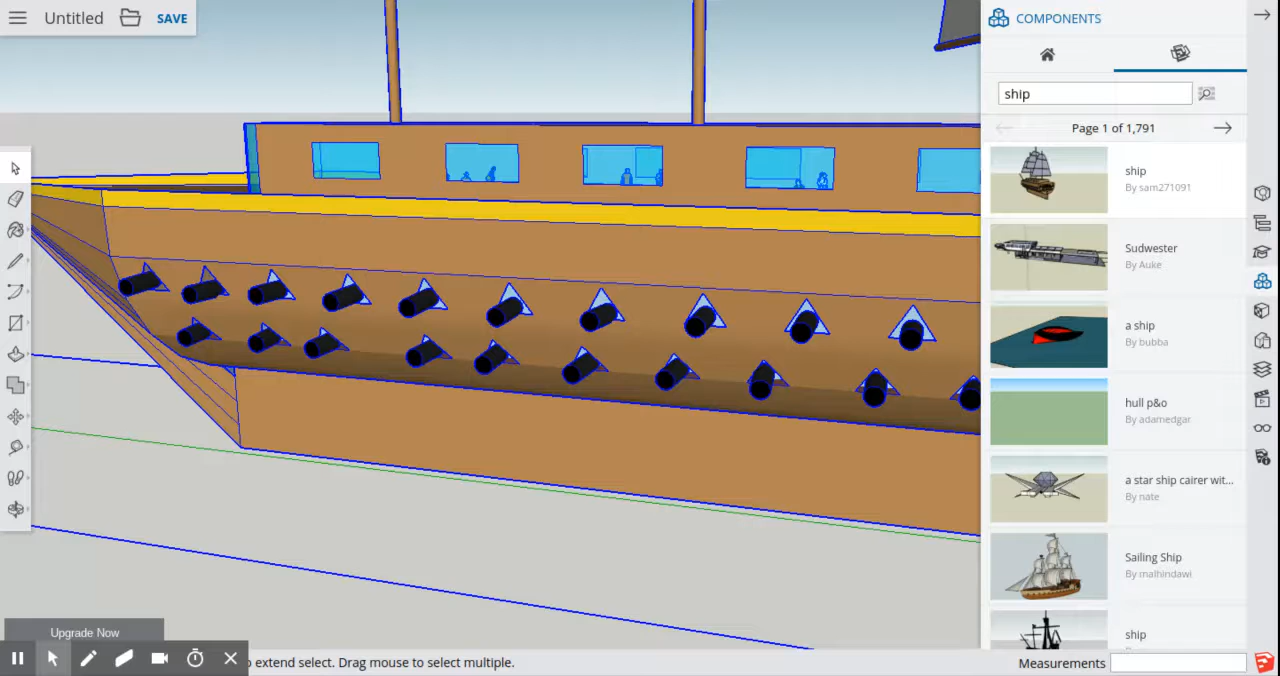 Untitled
SAVE
COMPONENTS
ship
Page 1 of 1,791
ship
By sam271091
Sudwester
By Auke
a ship
By bubba
hull p&o
By adamedgar
a star ship cairer wit...
By nate
Sailing Ship
By malhindawi
ship
Upgrade Now
o extend select. Drag mouse to select multiple.
Measurements